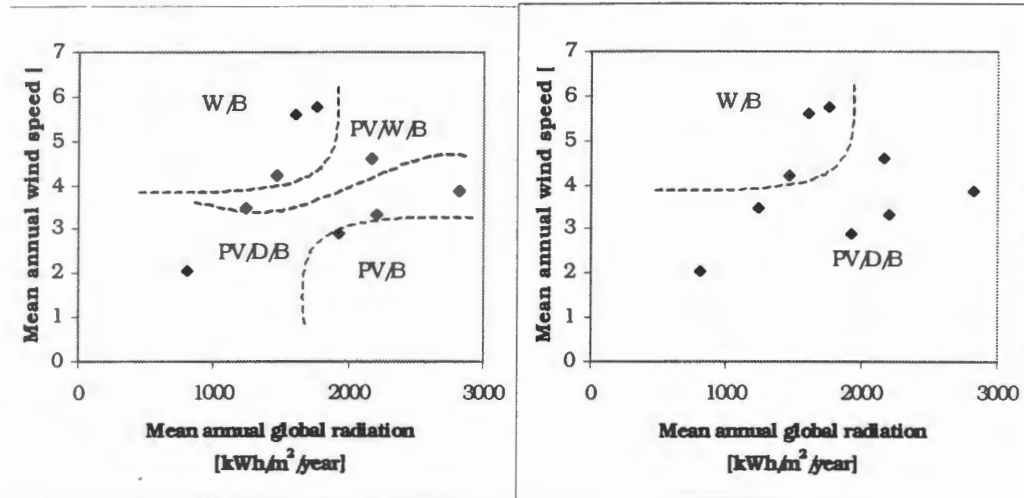 Mean annual wind speed [
7
6
5
4
3
2
1
0
W/B
PV/W/B
PV/D/B
PV/B
0
1000
2000
3000
Mean annual global radiation
[kWh/m²/year]
Mean annual wind speed [
7
6
5
4
3
2
1
0
W/B
PV/D/B
0
1000
2000
3000
Mean annual global radiation
[kWh/m²/year]